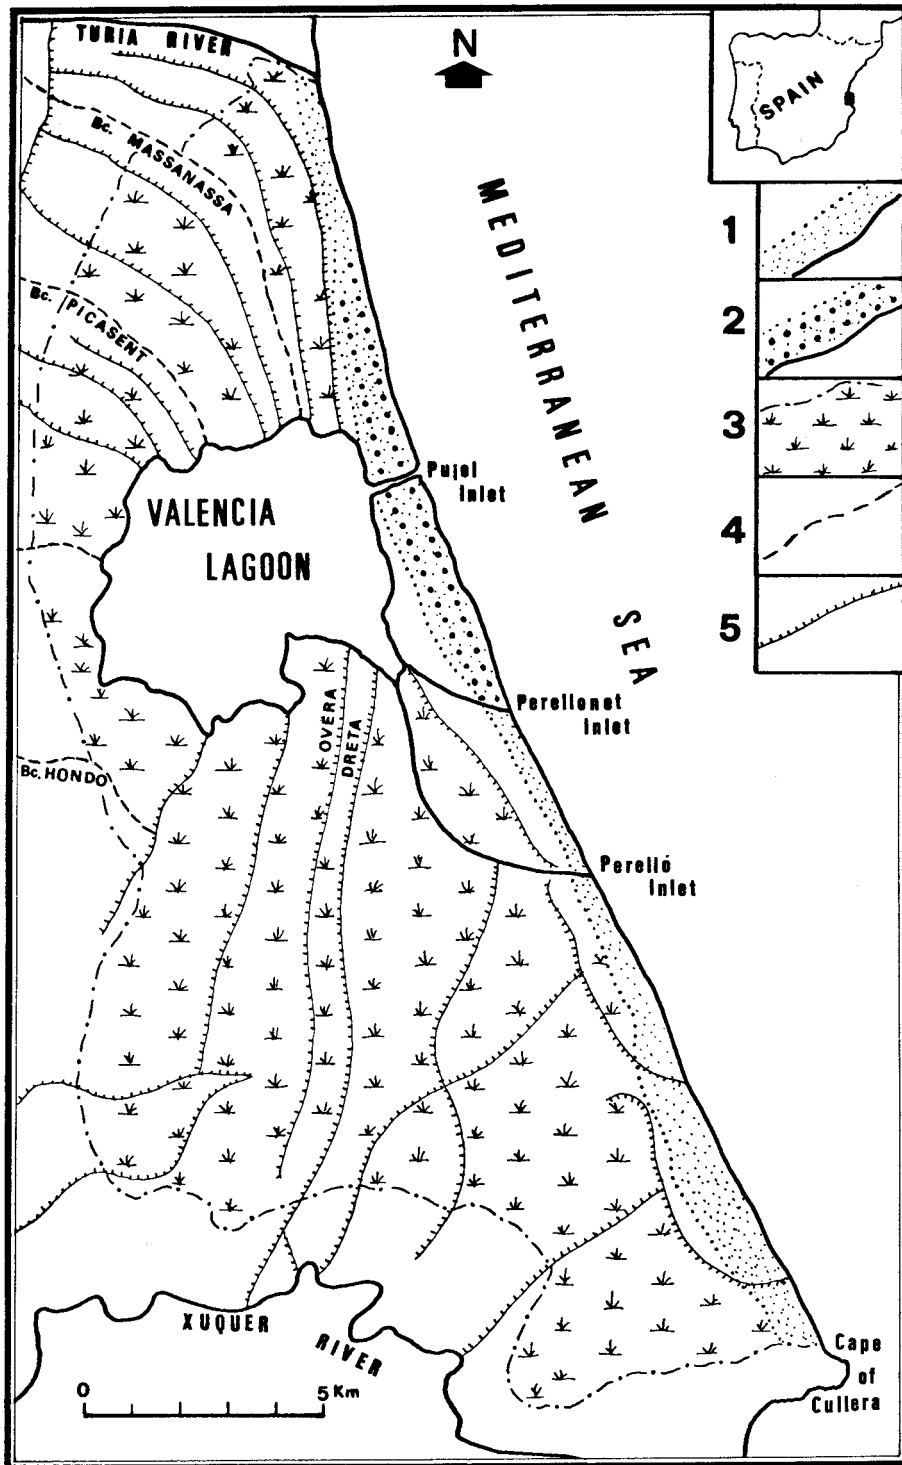 TURIA RIVER
N
SPAIN
Bc. MASSANASSA
MEDITERRANEAN
SEA
1
2
3
4
5
Bc. PICASENT
Pujol
Inlet
VALENCIA
LAGOON
OVERA
DRETA
Perellonet
Inlet
Bc. HONDO
Perelló
Inlet
XUQUER
RIVER
Cape
of
Cullera
0 5 Km